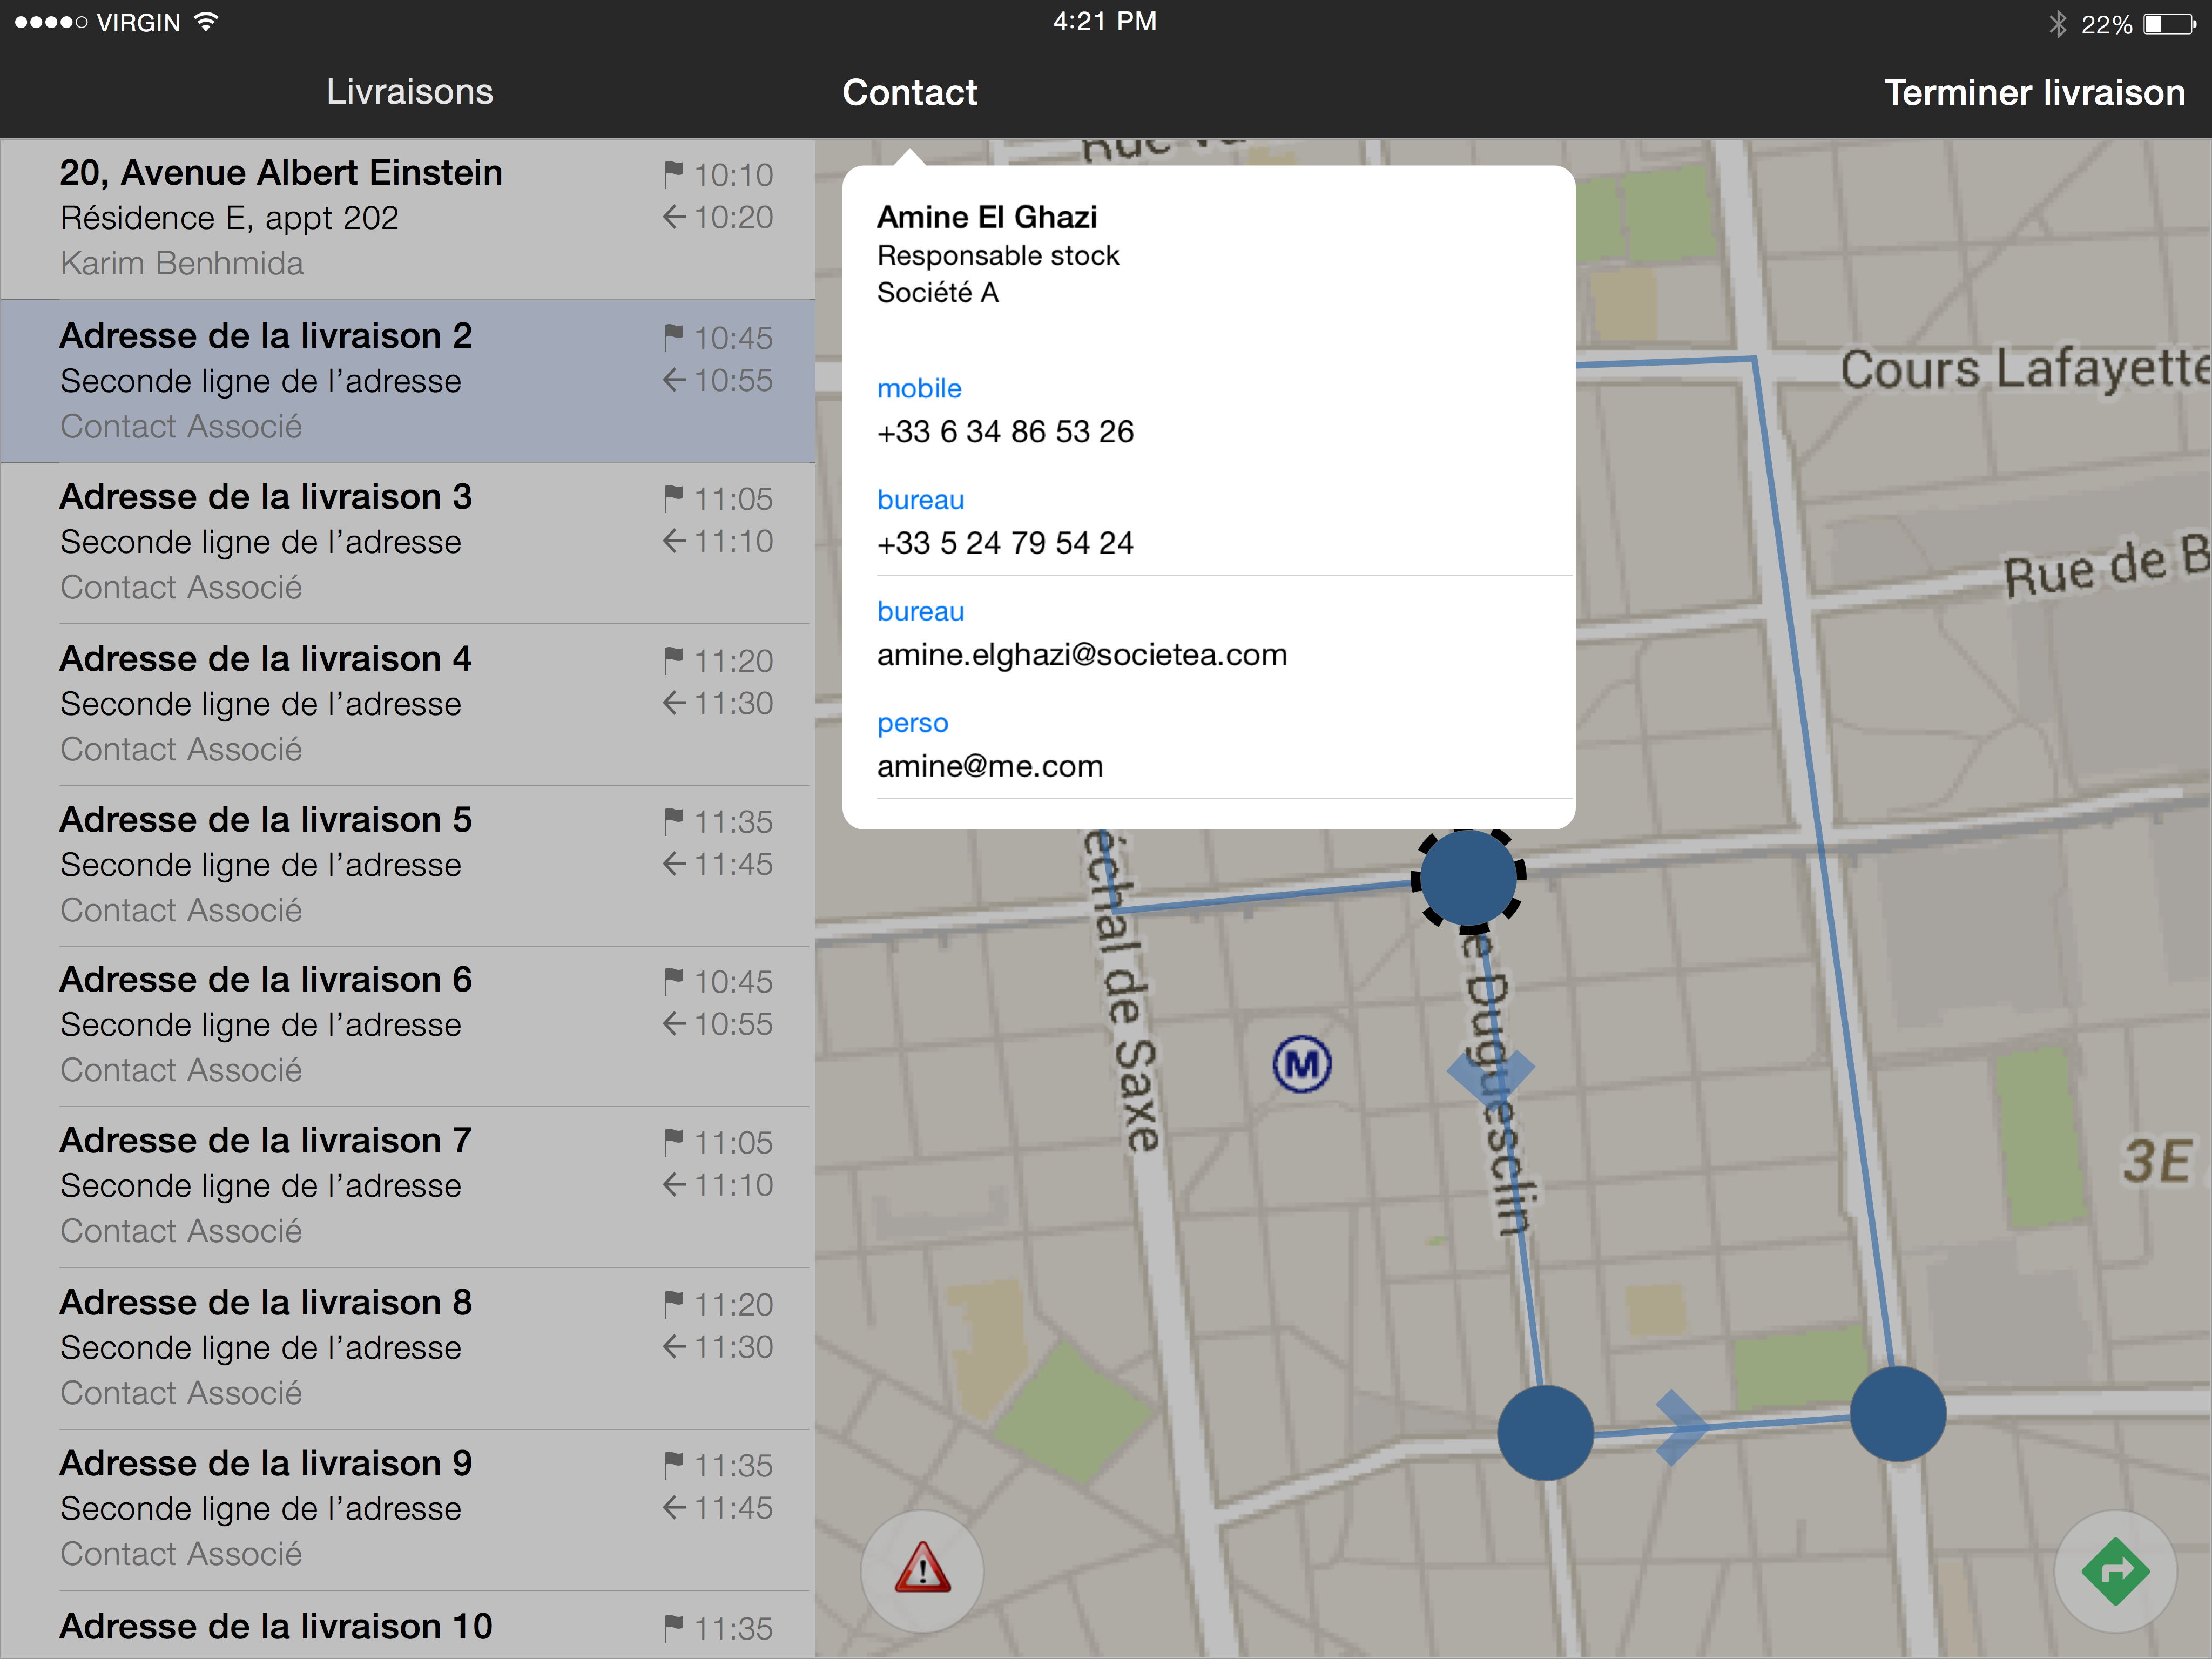 VIRGIN
4:21 PM
22%
Livraisons
Contact
Terminer livraison
20, Avenue Albert Einstein
10:10
Résidence E, appt 202
10:20
Karim Benhmida
Adresse de la livraison 2
10:45
Seconde ligne de l’adresse
10:55
Contact Associé
Adresse de la livraison 3
11:05
Seconde ligne de l’adresse
11:10
Contact Associé
Adresse de la livraison 4
11:20
Seconde ligne de l’adresse
11:30
Contact Associé
Adresse de la livraison 5
11:35
Seconde ligne de l’adresse
11:45
Contact Associé
Adresse de la livraison 6
10:45
Seconde ligne de l’adresse
10:55
Contact Associé
Adresse de la livraison 7
11:05
Seconde ligne de l’adresse
11:10
Contact Associé
Adresse de la livraison 8
11:20
Seconde ligne de l’adresse
11:30
Contact Associé
Adresse de la livraison 9
11:35
Seconde ligne de l’adresse
11:45
Contact Associé
Adresse de la livraison 10
11:35
Amine El Ghazi
Responsable stock
Société A
mobile
+33 6 34 86 53 26
bureau
+33 5 24 79 54 24
bureau
amine.elghazi@societea.com
perso
amine@me.com
Rue
Cours Lafayette
Rue de B
échal de Saxe
e Duguesclin
M
3E